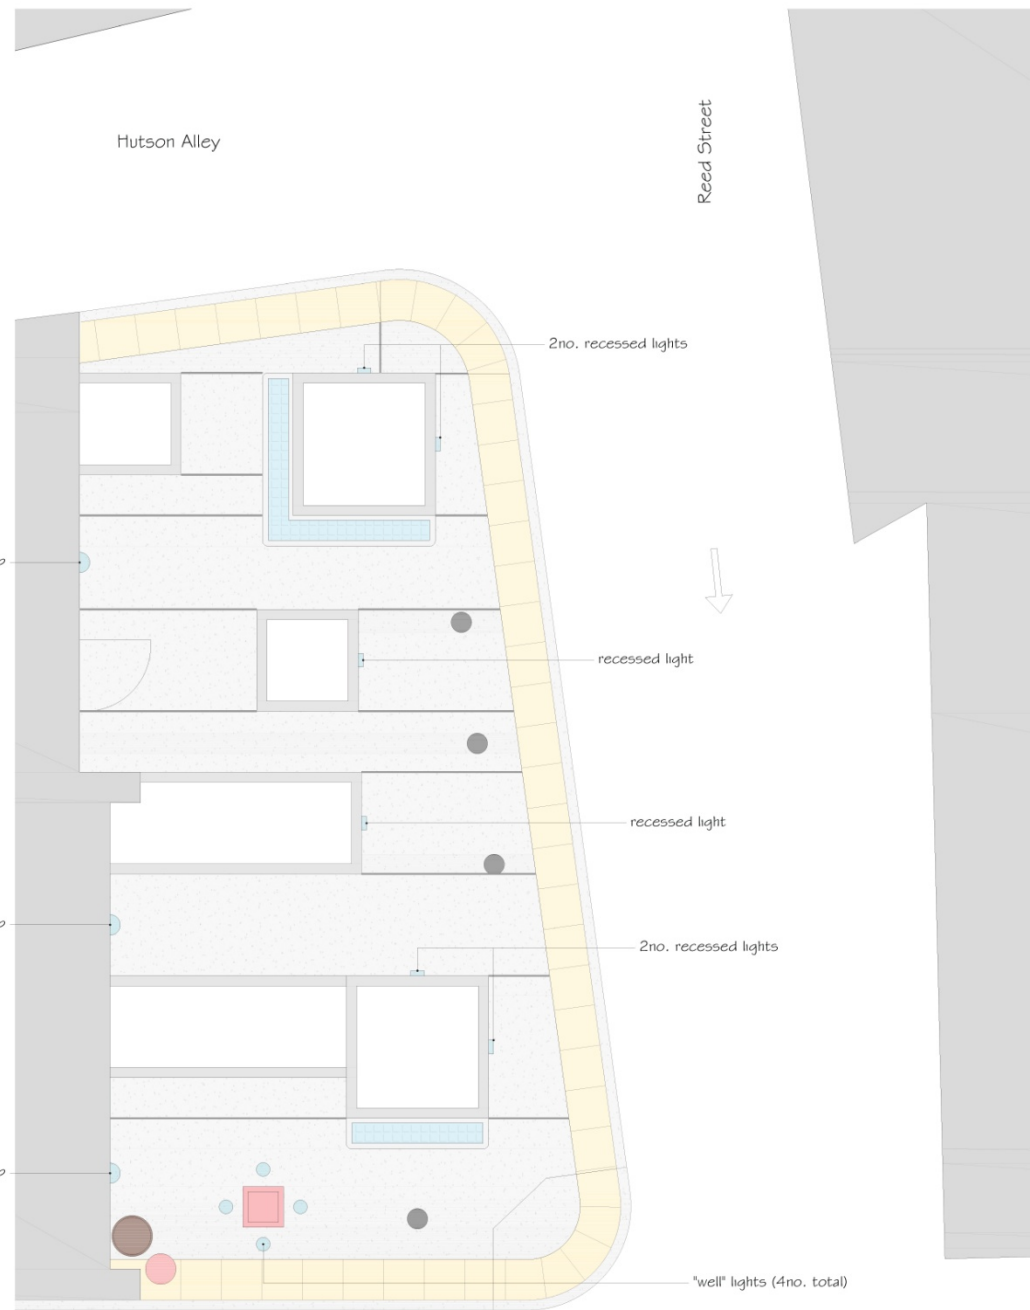 Hutson Alley
Reed Street
2no. recessed lights
recessed light
recessed light
2no. recessed lights
"well" lights (4no. total)